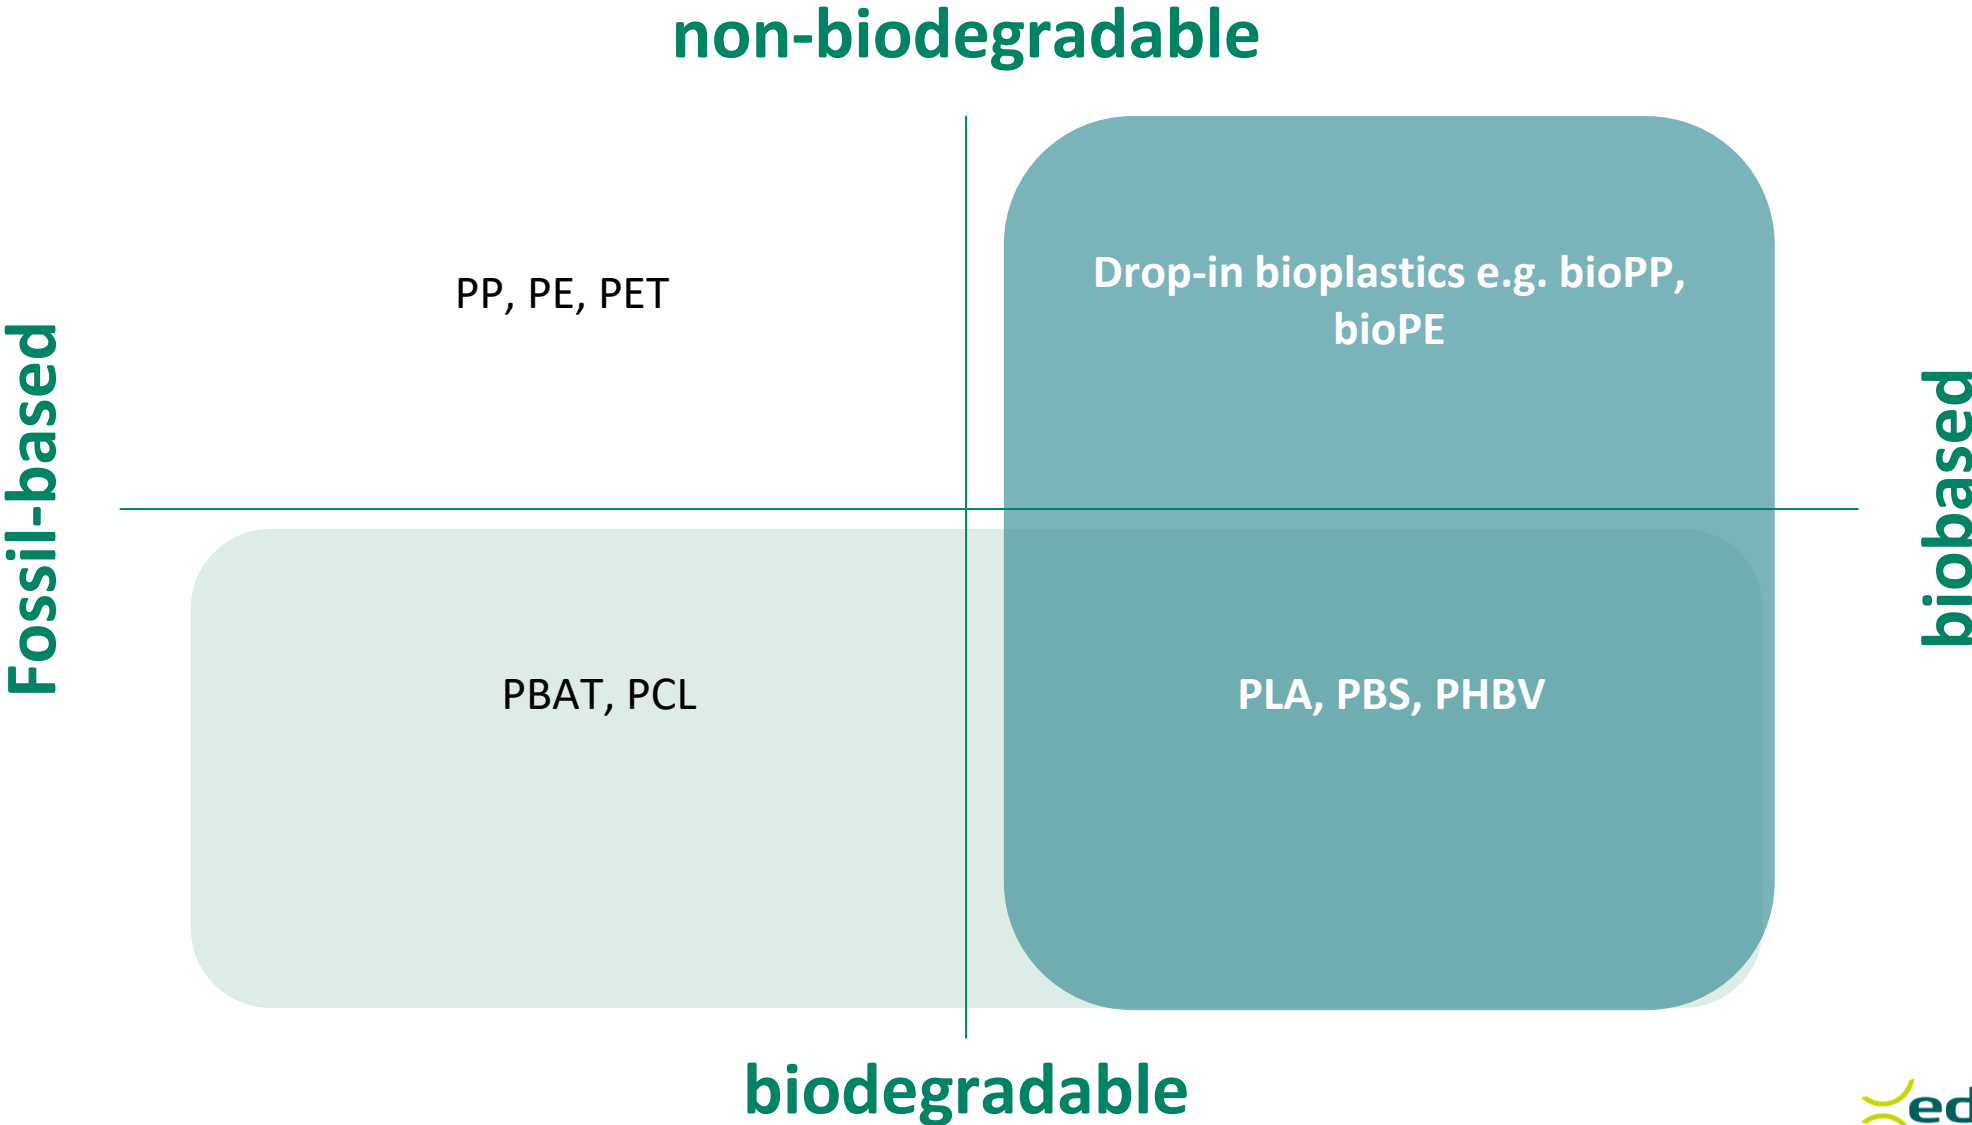 non-biodegradable
PP, PE, PET
Drop-in bioplastics e.g. bioPP,
bioPE
Fossil-based
biobased
PBAT, PCL
PLA, PBS, PHBV
biodegradable
ed